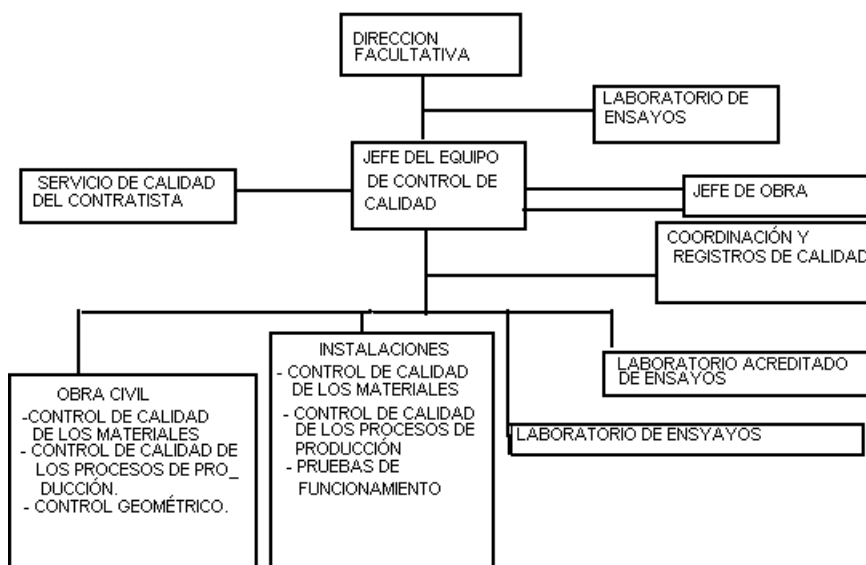 DIRECCION
FACULTATIVA
LABORATORIO DE
ENSAYOS
JEFE DEL EQUIPO
DE CONTROL DE
CALIDAD
SERVICIO DE CALIDAD
DEL CONTRATISTA
JEFE DE OBRA
COORDINACIÓN Y
REGISTROS DE CALIDAD
OBRA CIVIL
-CONTROL DE CALIDAD
DE LOS MATERIALES
- CONTROL DE CALIDAD DE
LOS PROCESOS DE PRO_
DUCCIÓN.
- CONTROL GEOMÉTRICO.
INSTALACIONES
- CONTROL DE CALIDAD
DE LOS MATERIALES
- CONTROL DE CALIDAD
DE LOS PROCESOS DE
PRODUCCIÓN
- PRUEBAS DE
FUNCIONAMIENTO
LABORATORIO ACREDITADO
DE ENSAYOS
LABORATORIO DE ENSYAYOS